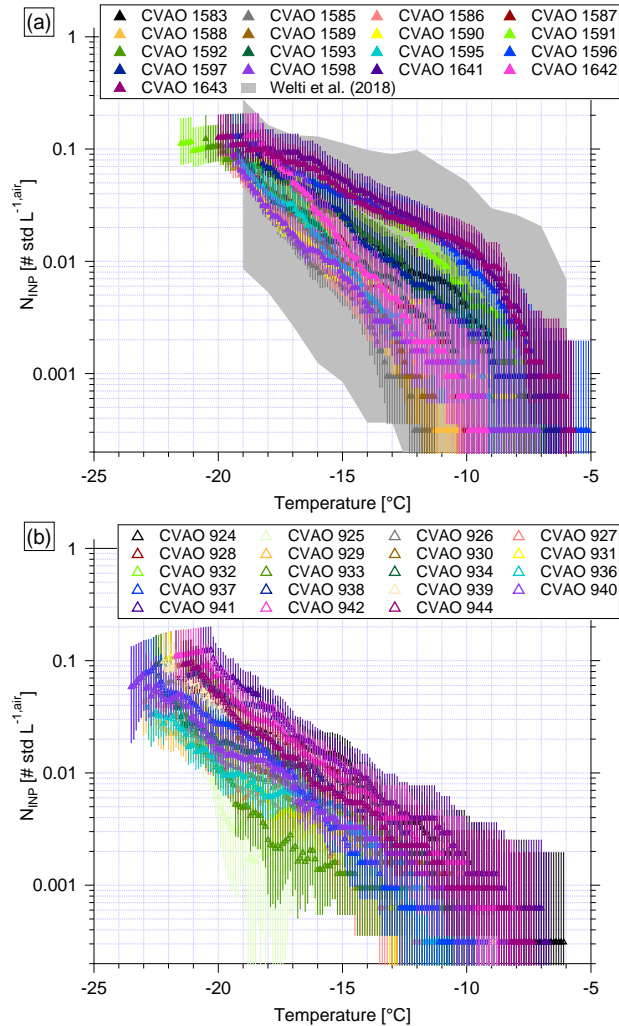 (a)
CVAO 1583 CVAO 1585 CVAO 1586 CVAO 1587
CVAO 1588 CVAO 1589 CVAO 1590 CVAO 1591
CVAO 1592 CVAO 1593 CVAO 1595 CVAO 1596
CVAO 1597 CVAO 1598 CVAO 1641 CVAO 1642
CVAO 1643 Welti et al. (2018)
1
0.1
0.01
0.001
N_INP [# std L^-1,air]
-25 -20 -15 -10 -5
Temperature [°C]
(b)
CVAO 924 CVAO 925 CVAO 926 CVAO 927
CVAO 928 CVAO 929 CVAO 930 CVAO 931
CVAO 932 CVAO 933 CVAO 934 CVAO 936
CVAO 937 CVAO 938 CVAO 939 CVAO 940
CVAO 941 CVAO 942 CVAO 944
1
0.1
0.01
0.001
N_INP [# std L^-1,air]
-25 -20 -15 -10 -5
Temperature [°C]